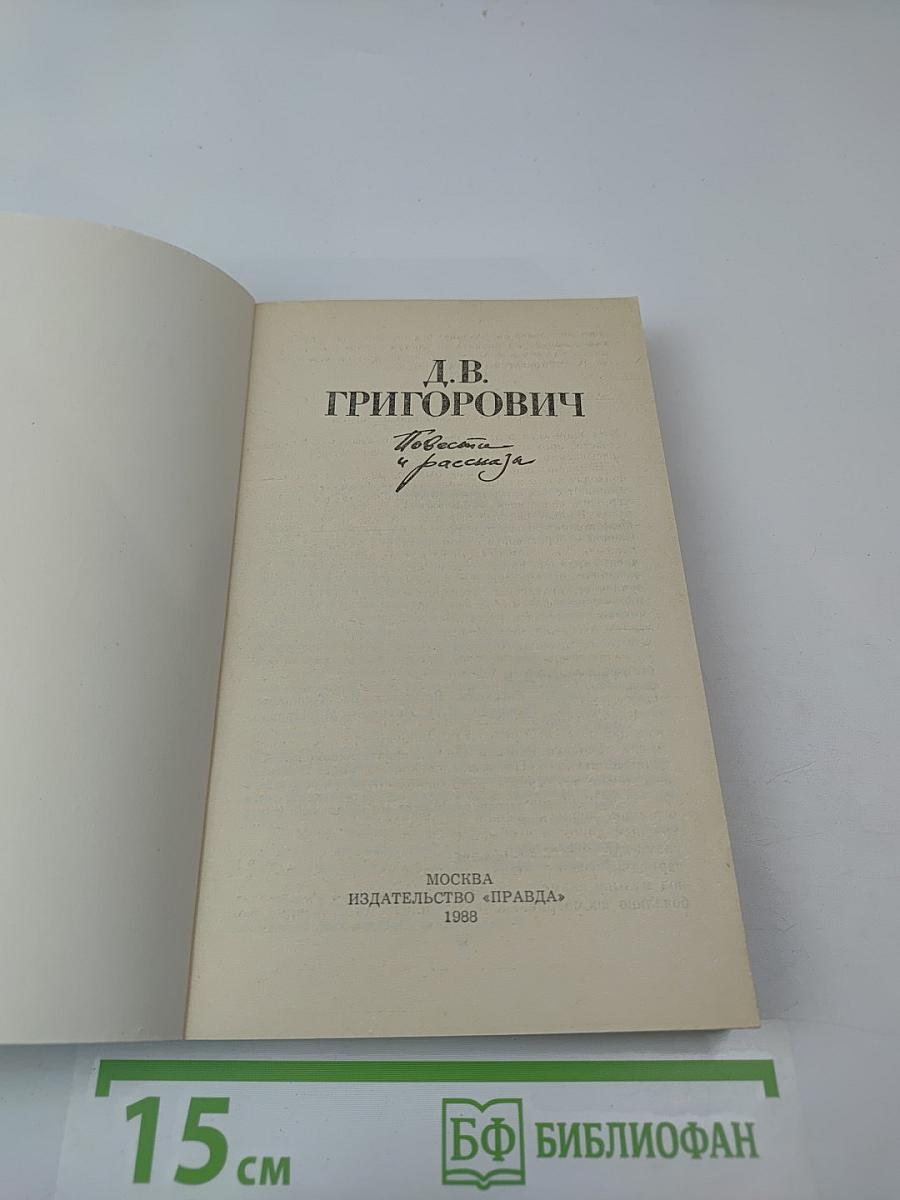 Д.В.
ГРИГОРОВИЧ
Повести
и рассказы
МОСКВА
ИЗДАТЕЛЬСТВО «ПРАВДА»
1988
15 см
БФ БИБЛИОФАН